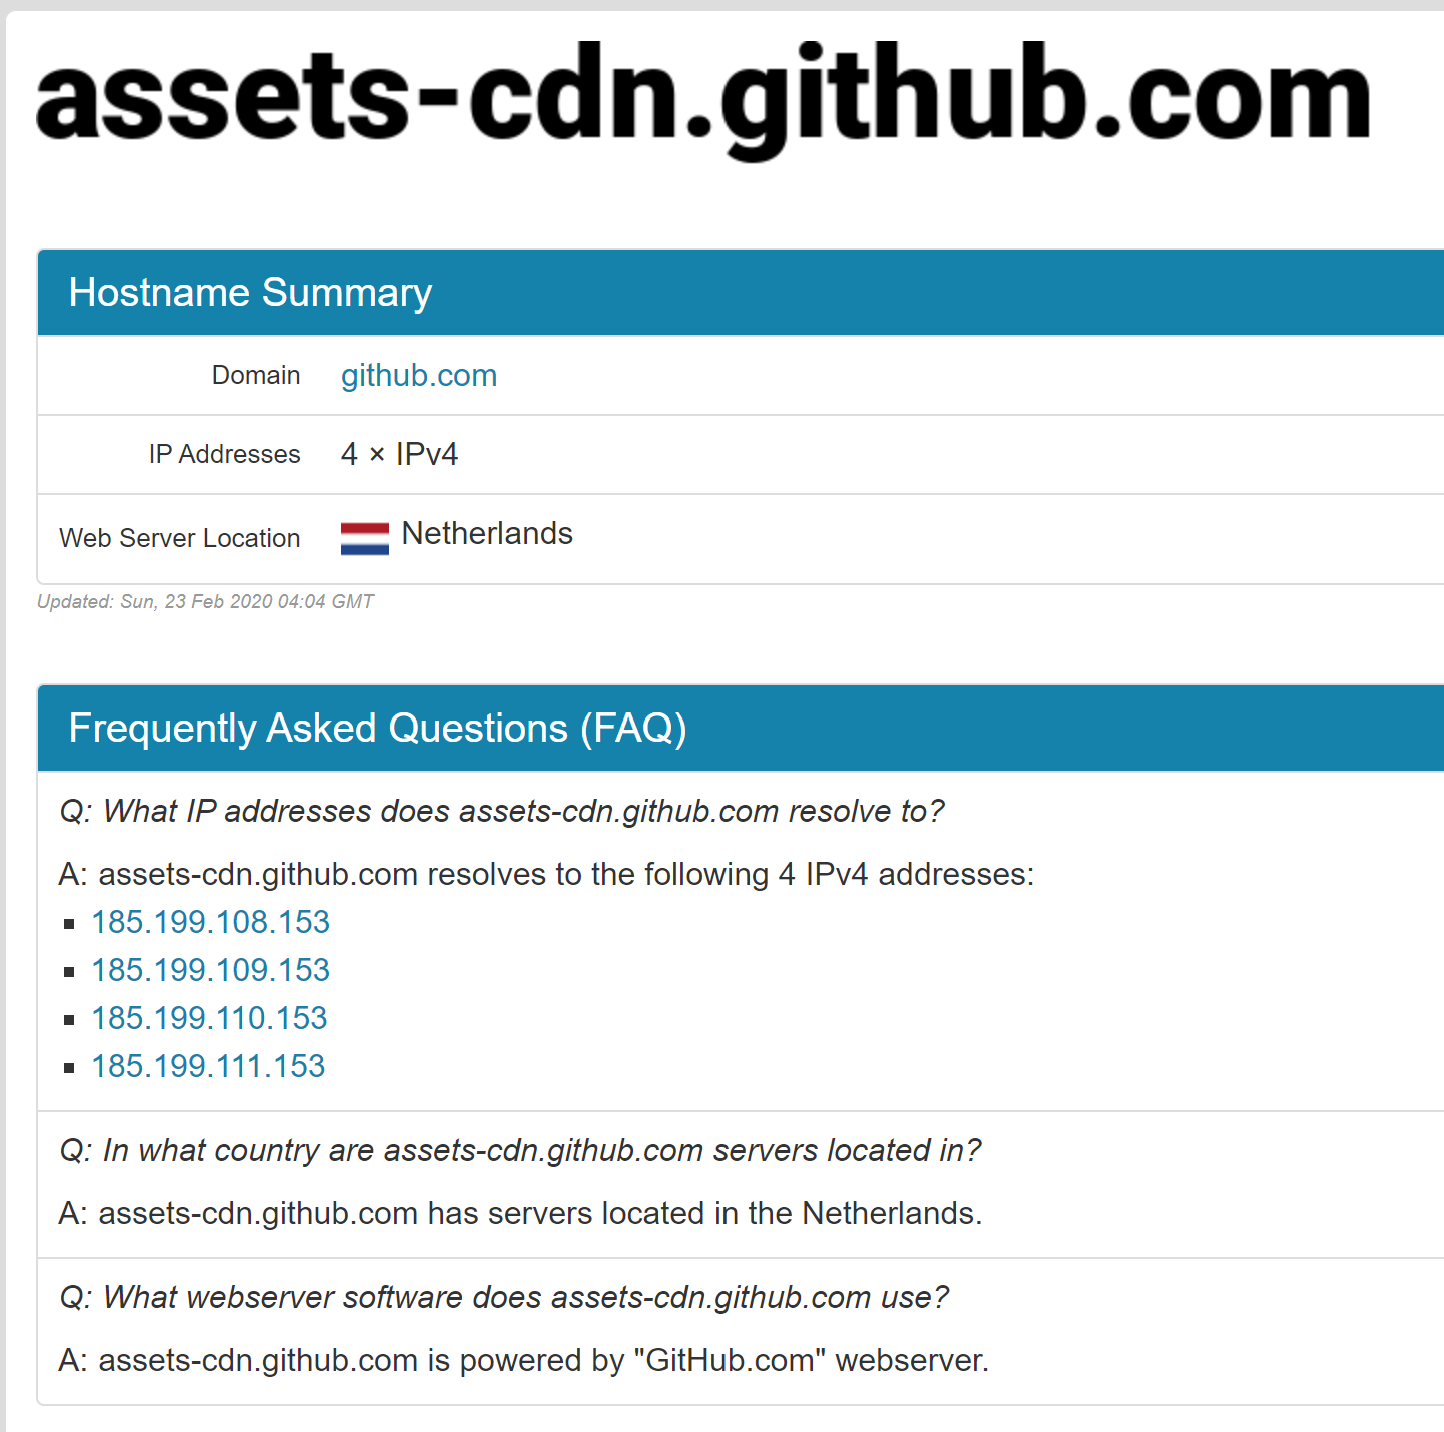 assets-cdn.github.com
Hostname Summary
Domain github.com
IP Addresses 4 × IPv4
Web Server Location Netherlands
Updated: Sun, 23 Feb 2020 04:04 GMT
Frequently Asked Questions (FAQ)
Q: What IP addresses does assets-cdn.github.com resolve to?
A: assets-cdn.github.com resolves to the following 4 IPv4 addresses:
▪ 185.199.108.153
▪ 185.199.109.153
▪ 185.199.110.153
▪ 185.199.111.153
Q: In what country are assets-cdn.github.com servers located in?
A: assets-cdn.github.com has servers located in the Netherlands.
Q: What webserver software does assets-cdn.github.com use?
A: assets-cdn.github.com is powered by "GitHub.com" webserver.